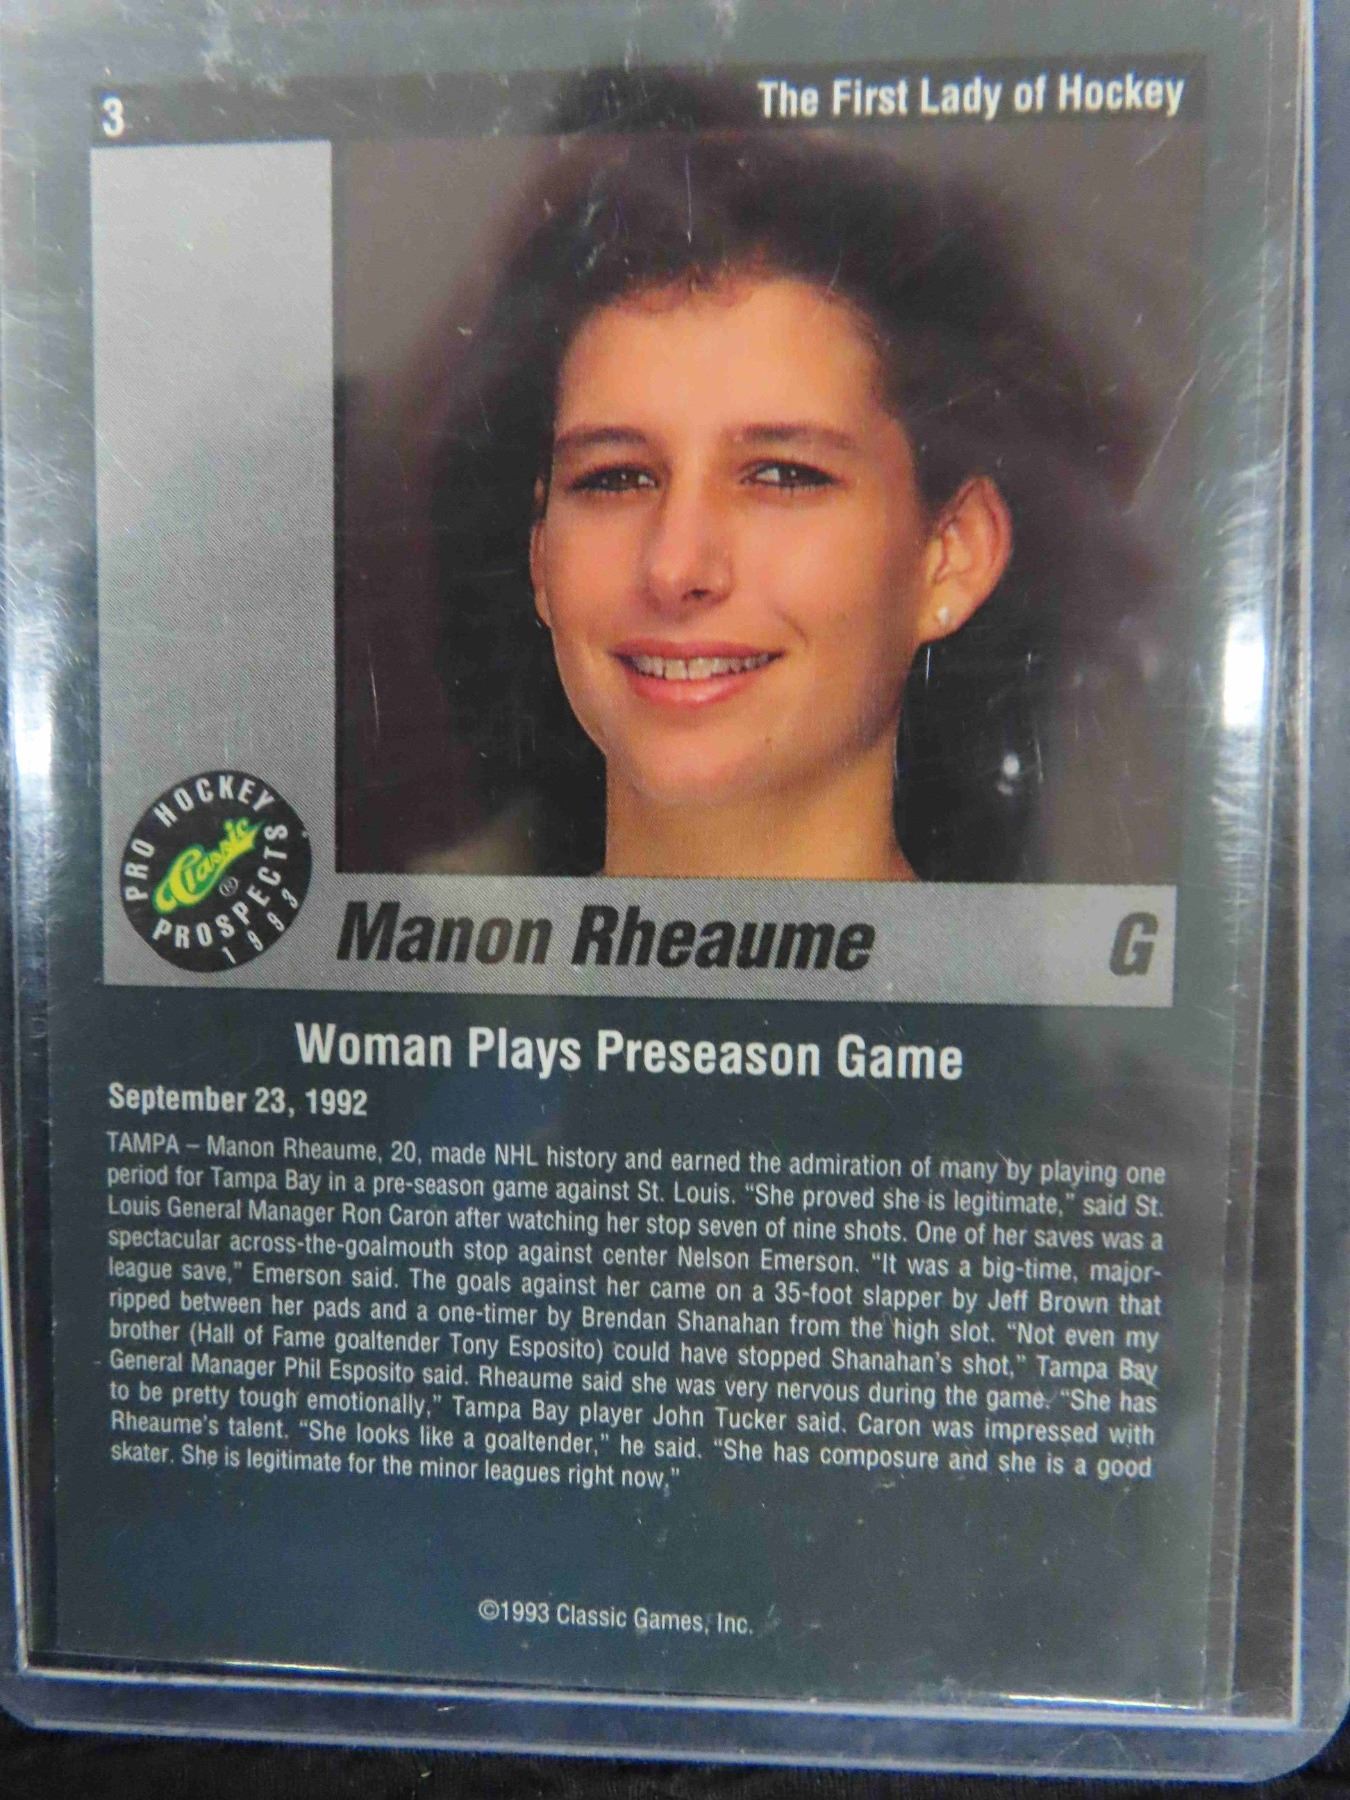 3
The First Lady of Hockey
PRO HOCKEY
Classic
®
PROSPECTS
1993
Manon Rheaume
G
Woman Plays Preseason Game
September 23, 1992
TAMPA – Manon Rheaume, 20, made NHL history and earned the admiration of many by playing one
period for Tampa Bay in a pre-season game against St. Louis. “She proved she is legitimate,” said St.
Louis General Manager Ron Caron after watching her stop seven of nine shots. One of her saves was a
spectacular across-the-goalmouth stop against center Nelson Emerson. “It was a big-time, major-
league save,” Emerson said. The goals against her came on a 35-foot slapper by Jeff Brown that
ripped between her pads and a one-timer by Brendan Shanahan from the high slot. “Not even my
brother (Hall of Fame goaltender Tony Esposito) could have stopped Shanahan’s shot,” Tampa Bay
General Manager Phil Esposito said. Rheaume said she was very nervous during the game. “She has
to be pretty tough emotionally,” Tampa Bay player John Tucker said. Caron was impressed with
Rheaume’s talent. “She looks like a goaltender,” he said. “She has composure and she is a good
skater. She is legitimate for the minor leagues right now.”
©1993 Classic Games, Inc.